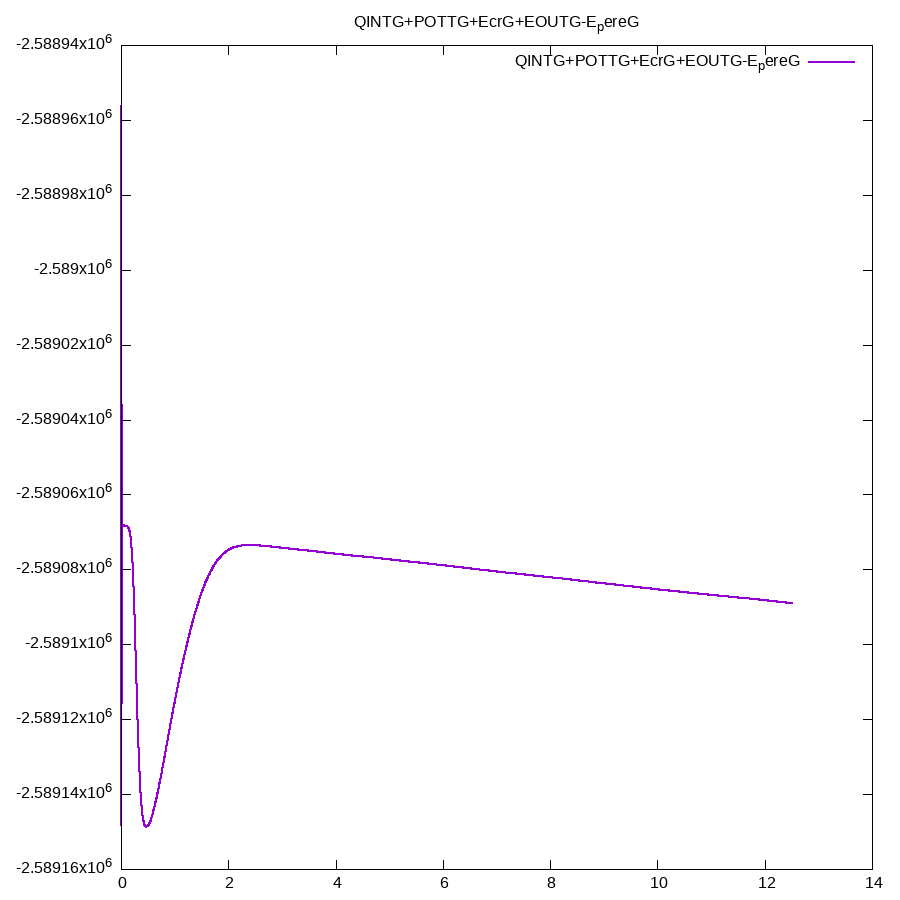 QINTG+POTTG+EcrG+EOUTG-EpereG
QINTG+POTTG+EcrG+EOUTG-EpereG
-2.58894x10^6
-2.58896x10^6
-2.58898x10^6
-2.589x10^6
-2.58902x10^6
-2.58904x10^6
-2.58906x10^6
-2.58908x10^6
-2.5891x10^6
-2.58912x10^6
-2.58914x10^6
-2.58916x10^6
0 2 4 6 8 10 12 14